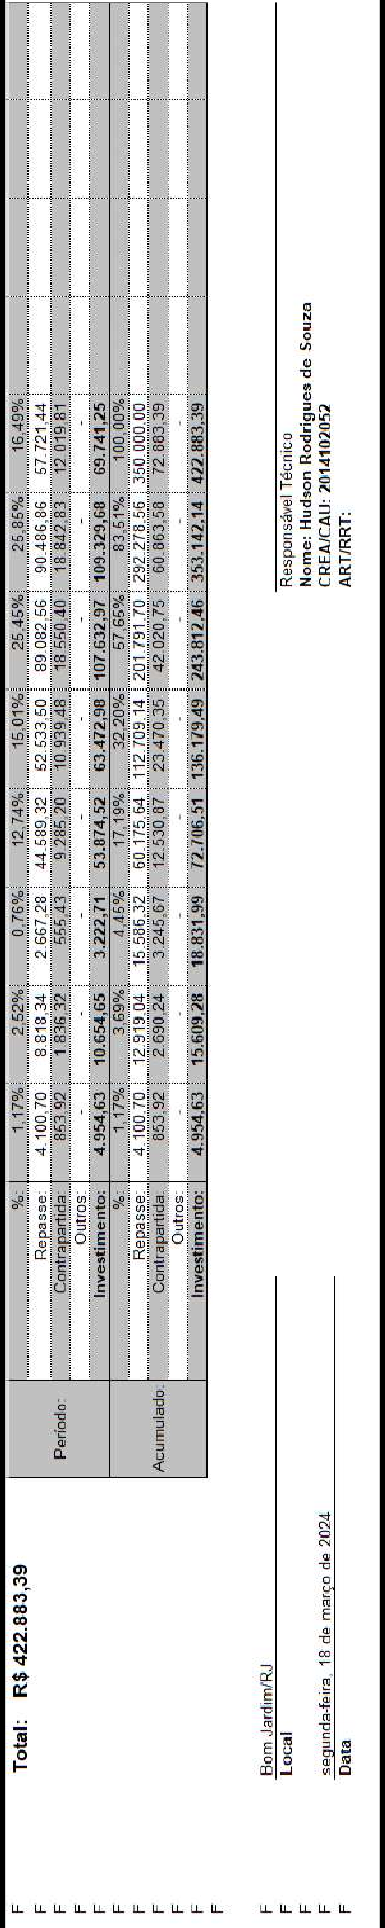 F Total: R$ 422.883,39 %: 1,17% 2,52% 0,76% 12,74% 15,01% 25,45% 25,85% 16,49%
F Repasse: 4.100,70 8.818,34 2.667,28 44.589,32 52.533,50 89.082,56 90.486,86 57.721,44
F Período: Contrapartida: 853,92 1.836,32 555,43 9.285,20 10.939,48 18.550,40 18.842,83 12.019,81
F Outros: - - - - - - - -
F Investimento: 4.954,63 10.654,65 3.222,71 53.874,52 63.472,98 107.632,97 109.329,68 69.741,25
F %: 1,17% 3,69% 4,45% 17,19% 32,20% 57,65% 83,51% 100,00%
F Repasse: 4.100,70 12.919,04 15.586,32 60.175,64 112.709,14 201.791,70 292.278,56 350.000,00
F Acumulado: Contrapartida: 853,92 2.690,24 3.245,67 12.530,87 23.470,35 42.020,75 60.863,58 72.883,39
F Outros: - - - - - - - -
F Investimento: 4.954,63 15.609,28 18.831,99 72.706,51 136.179,49 243.812,46 353.142,14 422.883,39
F
F Bom Jardim/RJ
F Local Responsável Técnico
F Nome: Hudson Rodrigues de Souza
F segunda-feira, 18 de março de 2024 CREA/CAU: 2014102052
F Data ART/RRT: